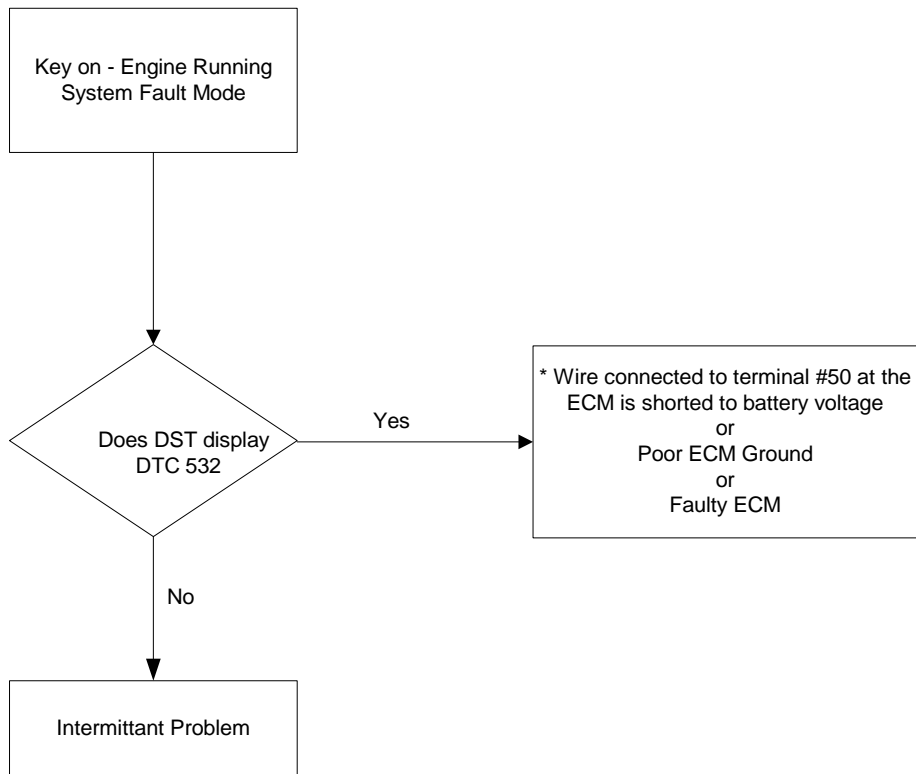 Key on - Engine Running
System Fault Mode
Does DST display
DTC 532
Yes
* Wire connected to terminal #50 at the
ECM is shorted to battery voltage
or
Poor ECM Ground
or
Faulty ECM
No
Intermittant Problem